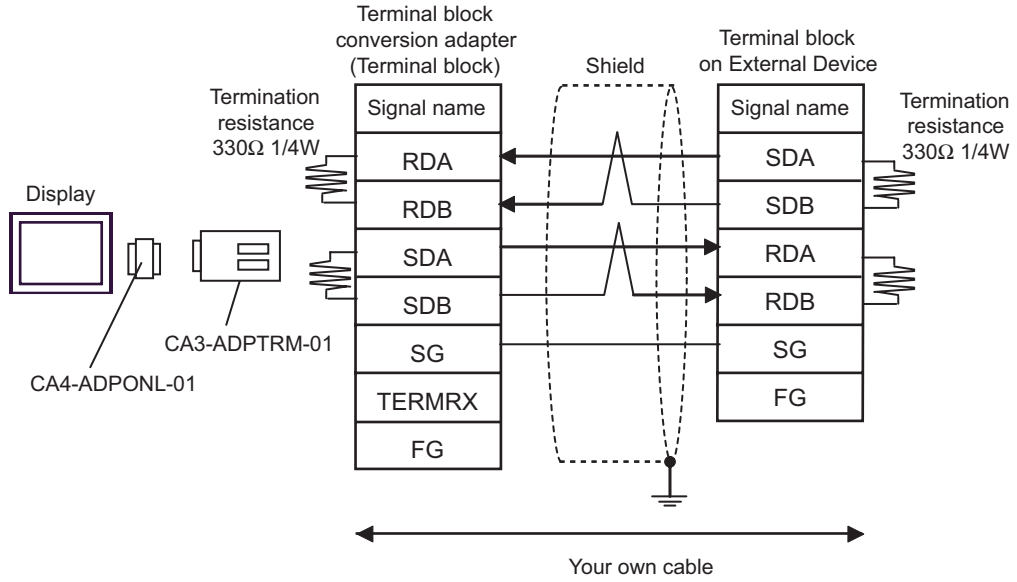 Terminal block
conversion adapter
(Terminal block)
Shield
Terminal block
on External Device
Termination
resistance
330Ω 1/4W
Signal name
RDA
RDB
SDA
SDB
SG
TERMRX
FG
Signal name
SDA
SDB
RDA
RDB
SG
FG
Termination
resistance
330Ω 1/4W
Display
CA3-ADPTRM-01
CA4-ADPONL-01
Your own cable